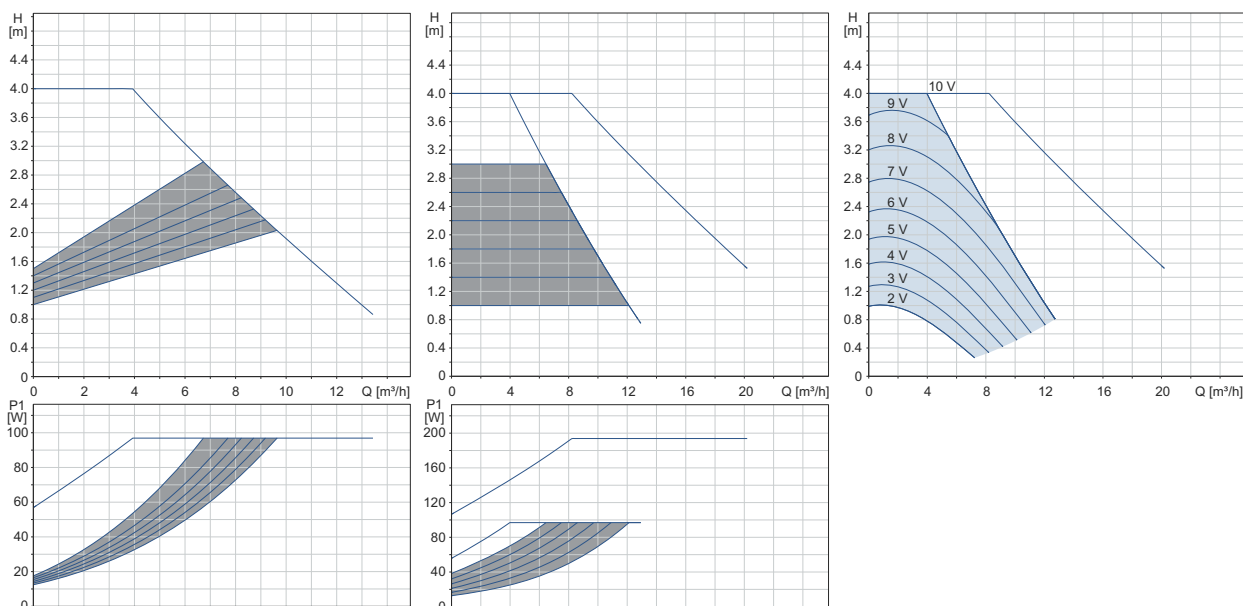 H
[m]
4.4
4.0
3.6
3.2
2.8
2.4
2.0
1.6
1.2
0.8
0.4
0
0 2 4 6 8 10 12 Q [m³/h]
P1
[W]
100
80
60
40
20
0
H
[m]
4.4
4.0
3.6
3.2
2.8
2.4
2.0
1.6
1.2
0.8
0.4
0
0 4 8 12 16 Q [m³/h]
P1
[W]
200
160
120
80
40
0
H
[m]
4.4
4.0
3.6
3.2
2.8
2.4
2.0
1.6
1.2
0.8
0.4
0
10 V
9 V
8 V
7 V
6 V
5 V
4 V
3 V
2 V
0 4 8 12 16 20 Q [m³/h]